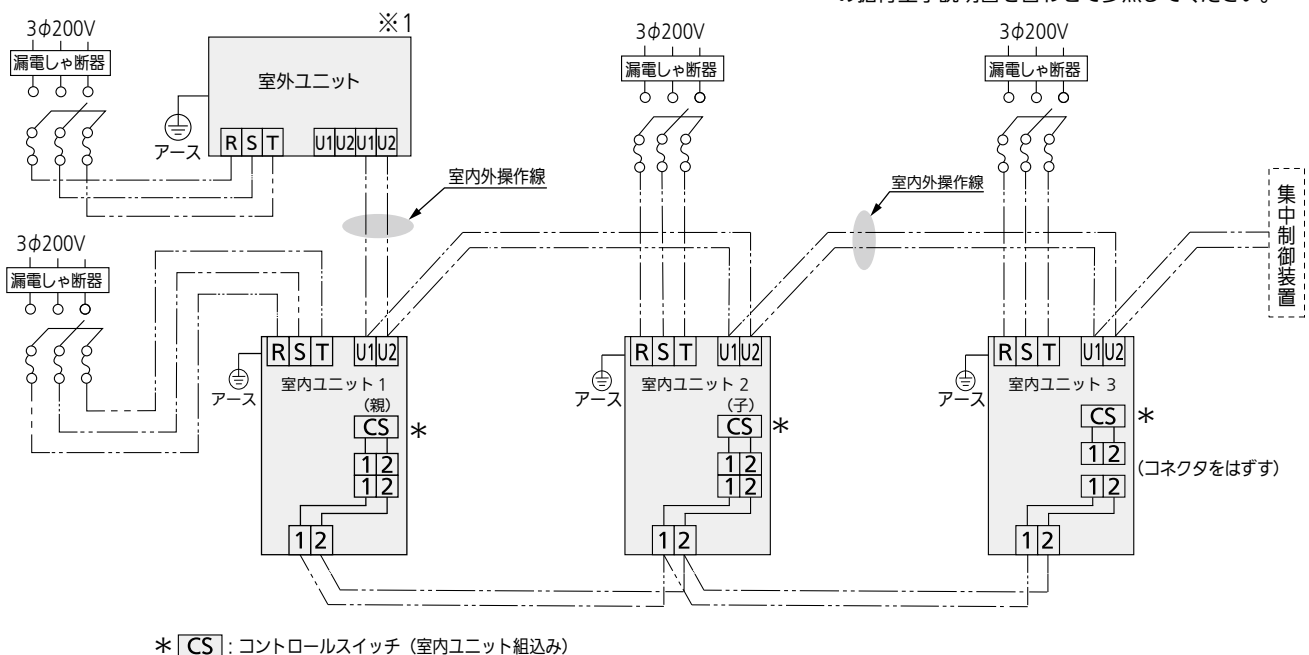 の据付工事説明書を合わせて参照してください。
※1
3φ200V
漏電しゃ断器
室外ユニット
アース
R S T
U1 U2 U1 U2
3φ200V
漏電しゃ断器
3φ200V
漏電しゃ断器
室内外操作線
室内外操作線
集中制御装置
3φ200V
漏電しゃ断器
R S T
U1 U2
室内ユニット 1
(親)
アース
CS
*
1 2
1 2
1 2
R S T
U1 U2
室内ユニット 2
(子)
アース
CS
*
1 2
1 2
1 2
R S T
U1 U2
室内ユニット 3
アース
CS
*
1 2
(コネクタをはずす)
1 2
1 2
* CS : コントロールスイッチ (室内ユニット組込み)